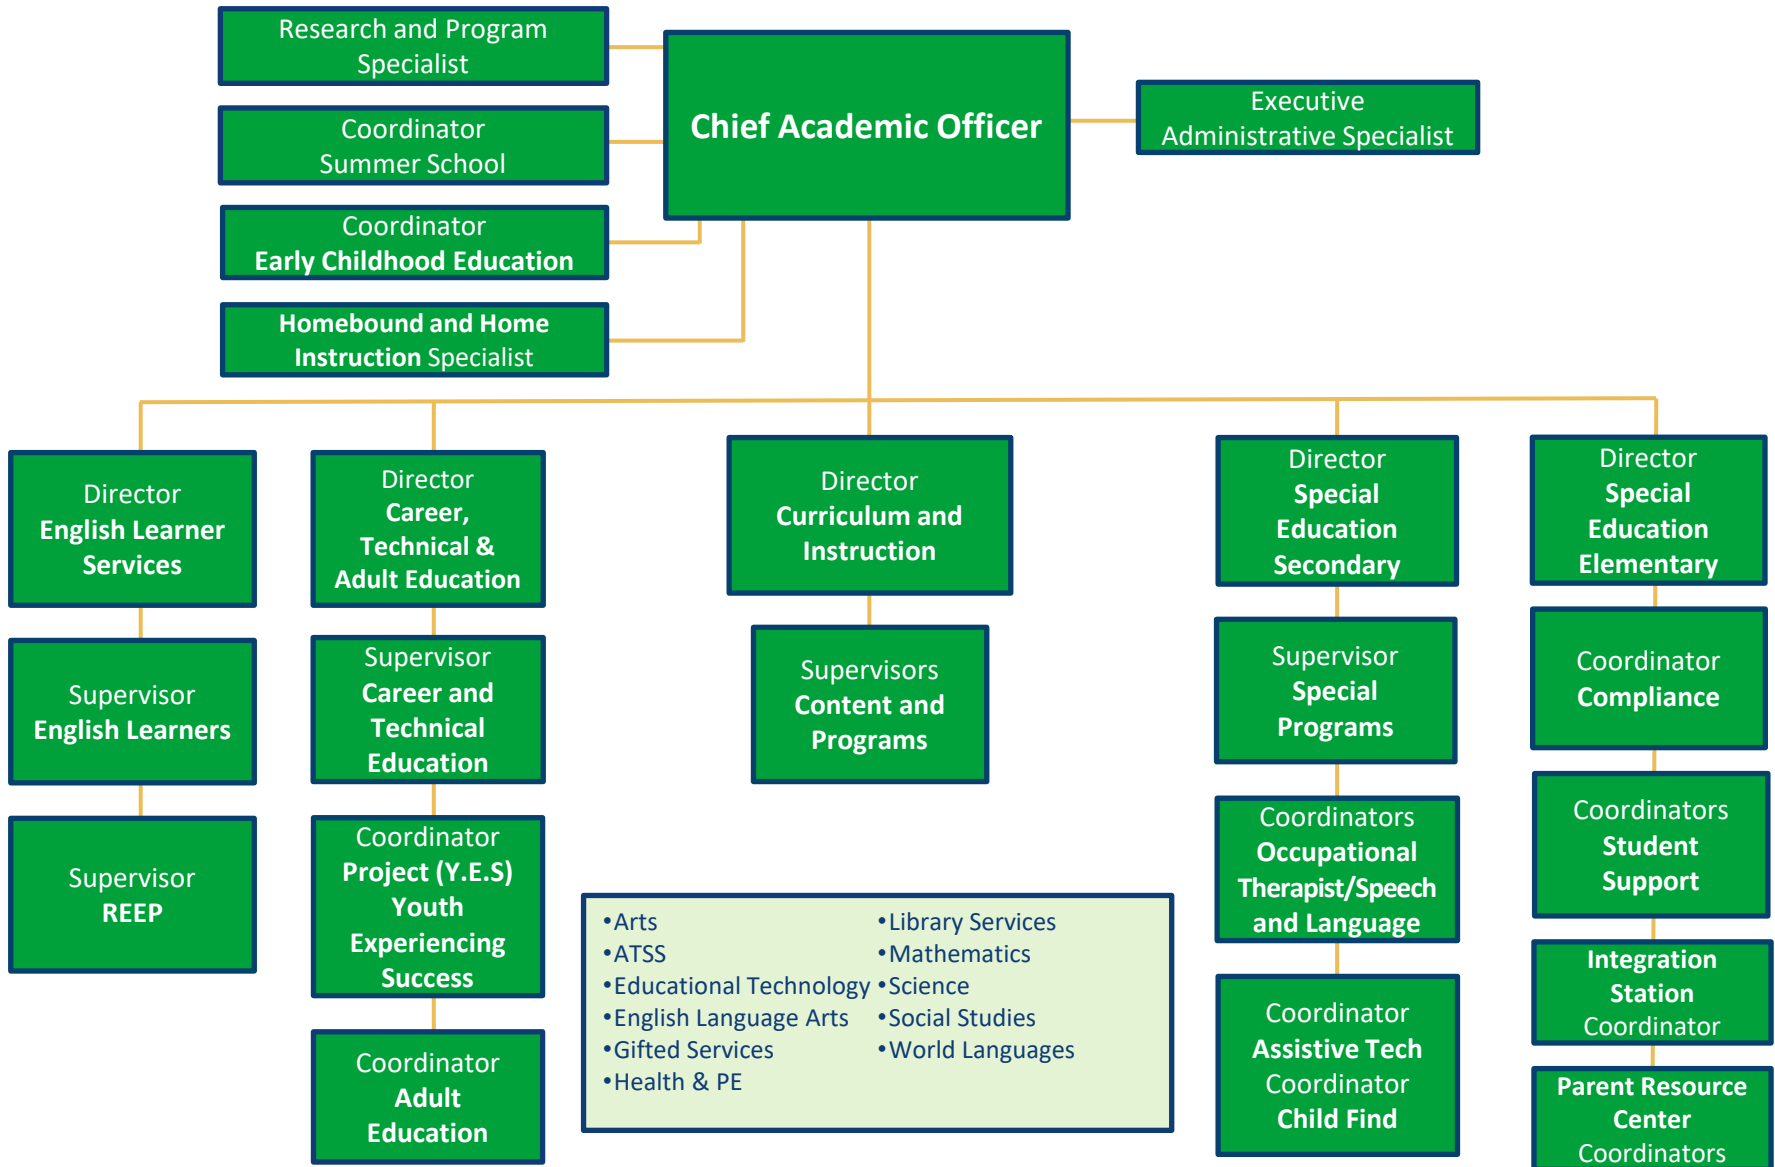 Research and Program
Specialist
Chief Academic Officer
Executive
Administrative Specialist
Coordinator
Summer School
Coordinator
Early Childhood Education
Homebound and Home
Instruction Specialist
Director
English Learner
Services
Supervisor
English Learners
Supervisor
REEP
Director
Career,
Technical &
Adult Education
Supervisor
Career and
Technical
Education
Coordinator
Project (Y.E.S)
Youth
Experiencing
Success
Coordinator
Adult
Education
Director
Curriculum and
Instruction
Supervisors
Content and
Programs
•Arts
•ATSS
•Educational Technology
•English Language Arts
•Gifted Services
•Health & PE
•Library Services
•Mathematics
•Science
•Social Studies
•World Languages
Director
Special
Education
Secondary
Supervisor
Special
Programs
Coordinators
Occupational
Therapist/Speech
and Language
Coordinator
Assistive Tech
Coordinator
Child Find
Director
Special
Education
Elementary
Coordinator
Compliance
Coordinators
Student
Support
Integration
Station
Coordinator
Parent Resource
Center
Coordinators